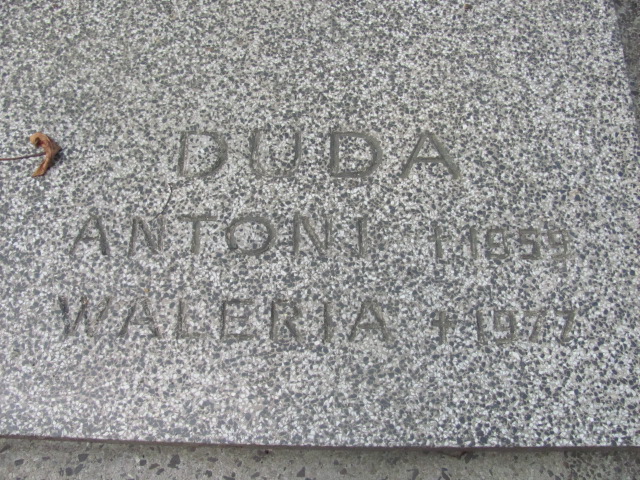 DUDA
ANTONI † 1959
WALERIA † 1977